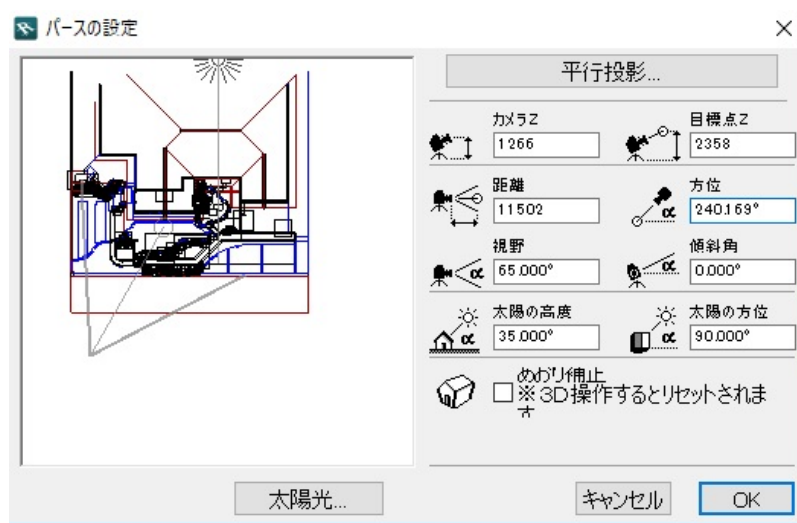 パースの設定
平行投影...
カメラZ
目標点Z
1266
2358
距離
方位
11502
240.169°
α
視野
傾斜角
α
65.000°
α
0.000°
太陽の高度
太陽の方位
α
35.000°
α
90.000°
あおり補正
※3D操作するとリセットされま
す
太陽光...
キャンセル
OK